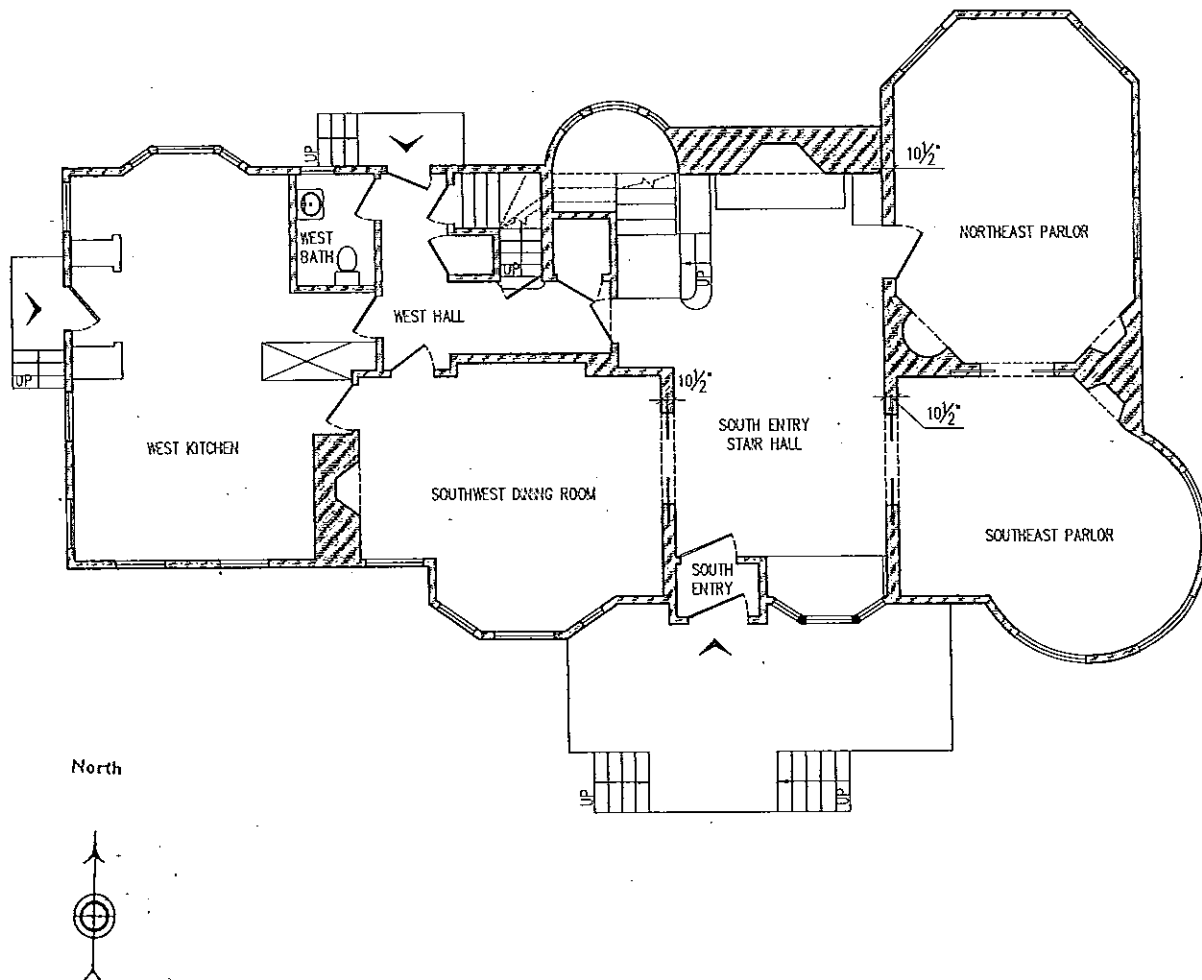 UP
10½"
WEST
BATH
NORTHEAST PARLOR
UP
UP
WEST HALL
UP
10½"
10½"
SOUTH ENTRY
STAIR HALL
WEST KITCHEN
SOUTHWEST DINING ROOM
SOUTHEAST PARLOR
SOUTH
ENTRY
North
UP
UP